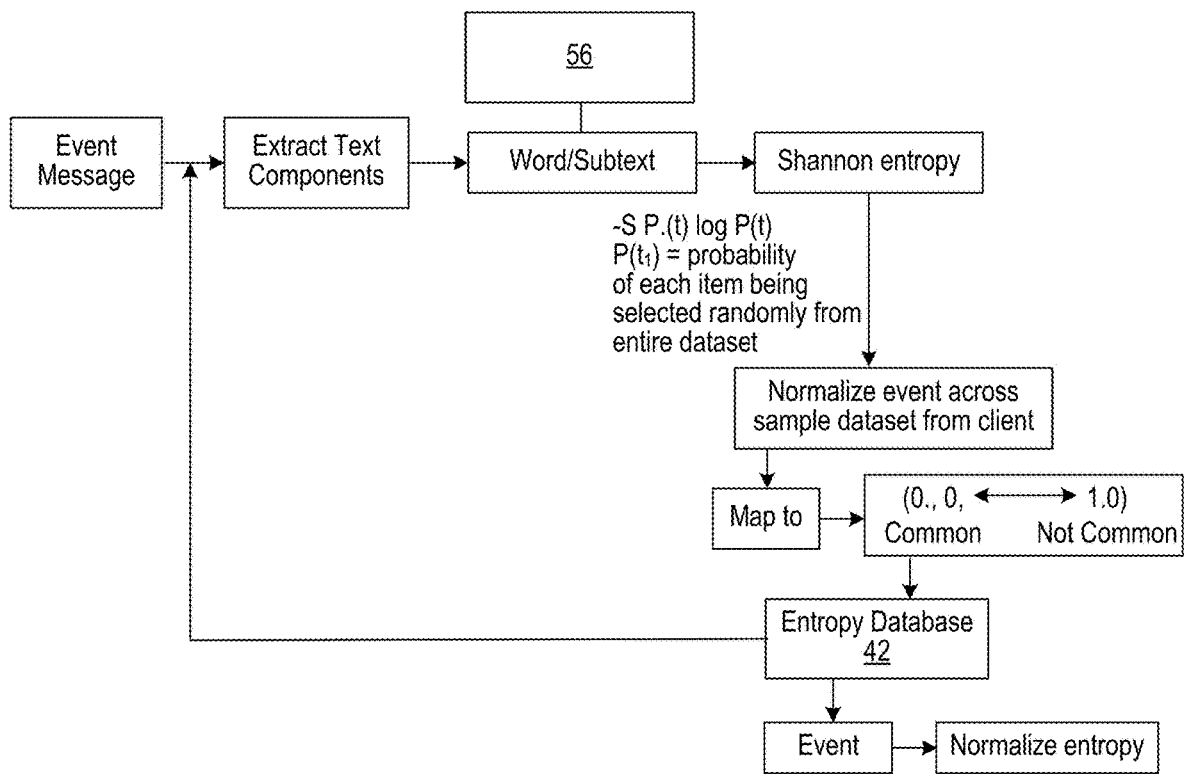 56
Event
Message
Extract Text
Components
Word/Subtext
Shannon entropy
-S P.(t) log P(t)
P(t₁) = probability
of each item being
selected randomly from
entire dataset
Normalize event across
sample dataset from client
Map to
(0., 0, 1.0)
Common Not Common
Entropy Database
42
Event
Normalize entropy